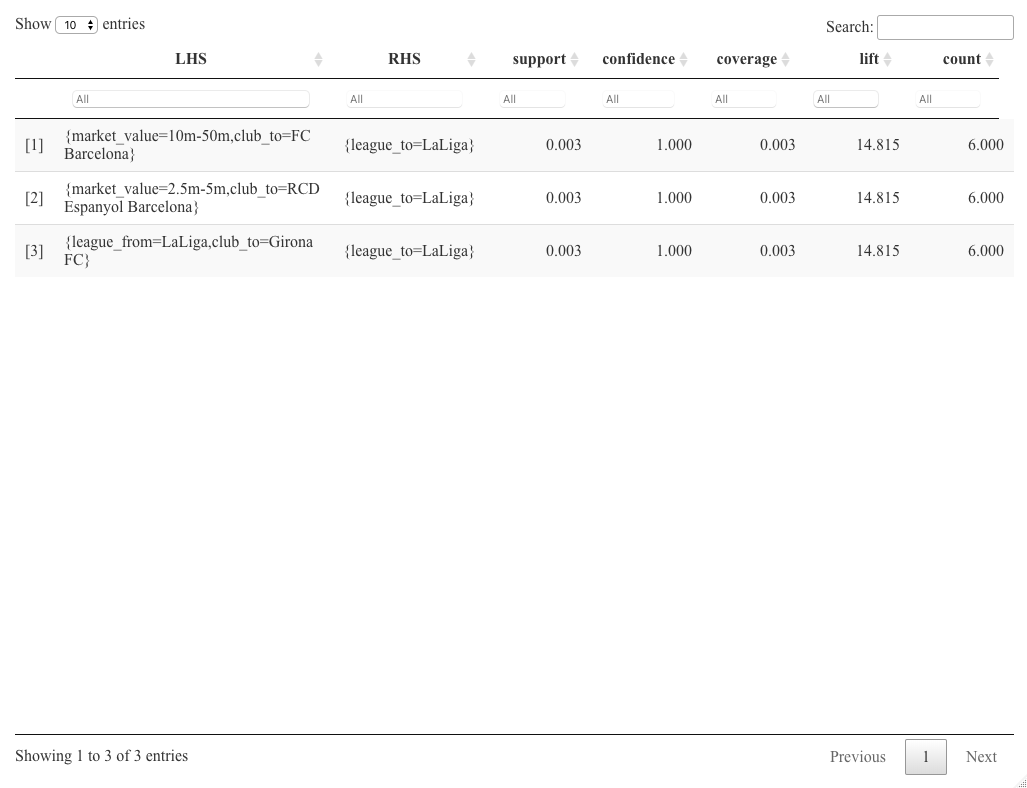 Show 10 entries
Search:
LHS RHS support confidence coverage lift count
All All All All All All All
[1] {market_value=10m-50m,club_to=FC Barcelona} {league_to=LaLiga} 0.003 1.000 0.003 14.815 6.000
[2] {market_value=2.5m-5m,club_to=RCD Espanyol Barcelona} {league_to=LaLiga} 0.003 1.000 0.003 14.815 6.000
[3] {league_from=LaLiga,club_to=Girona FC} {league_to=LaLiga} 0.003 1.000 0.003 14.815 6.000
Showing 1 to 3 of 3 entries
Previous 1 Next